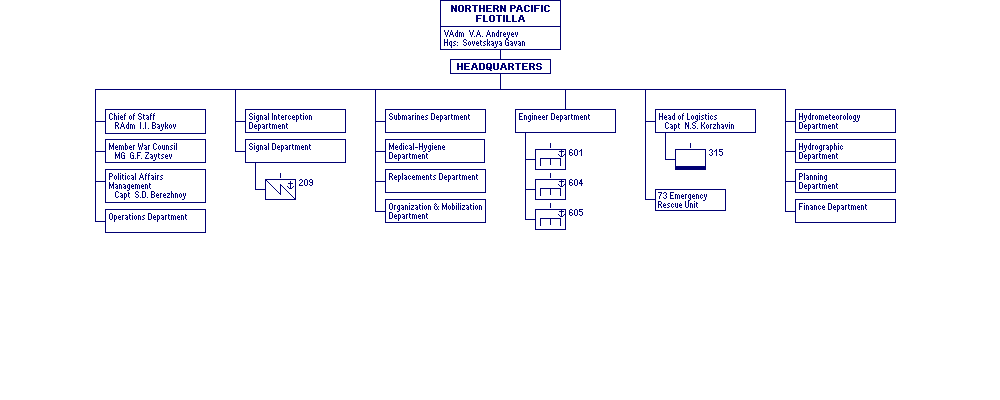 NORTHERN PACIFIC
FLOTILLA
VAdm V.A. Andreyev
Hqs: Sovetskaya Gavan
HEADQUARTERS
Chief of Staff
RAdm I.I. Baykov
Member War Counsil
MG G.F. Zaytsev
Political Affairs
Management
Capt S.D. Berezhnoy
Operations Department
Signal Interception
Department
Signal Department
I
209
Submarines Department
Medical-Hygiene
Department
Replacements Department
Organization & Mobilization
Department
Engineer Department
I
601
I
604
I
605
Head of Logistics
Capt N.S. Korzhavin
I
315
73 Emergency
Rescue Unit
Hydrometeorology
Department
Hydrographic
Department
Planning
Department
Finance Department